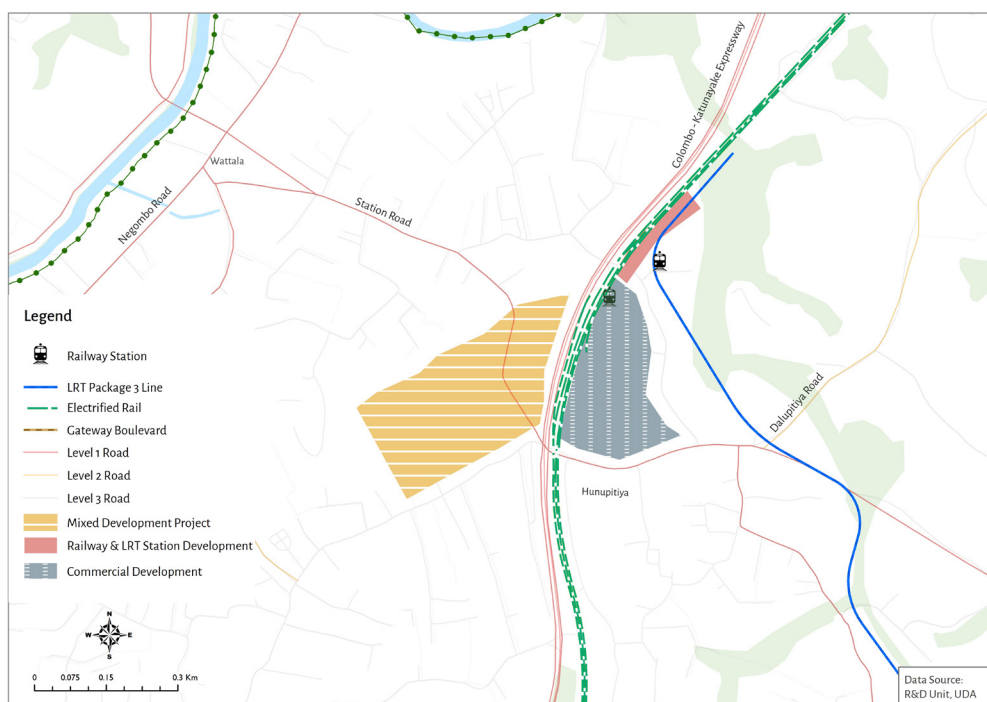 Colombo - Katunayake Expressway
Wattala
Negombo Road
Station Road
Legend
Railway Station
LRT Package 3 Line
Electrified Rail
Gateway Boulevard
Level 1 Road
Level 2 Road
Level 3 Road
Mixed Development Project
Railway & LRT Station Development
Commercial Development
Dalupitiya Road
Hunupitiya
N
W E
S
0 0.075 0.15 0.3 Km
Data Source:
R&D Unit, UDA